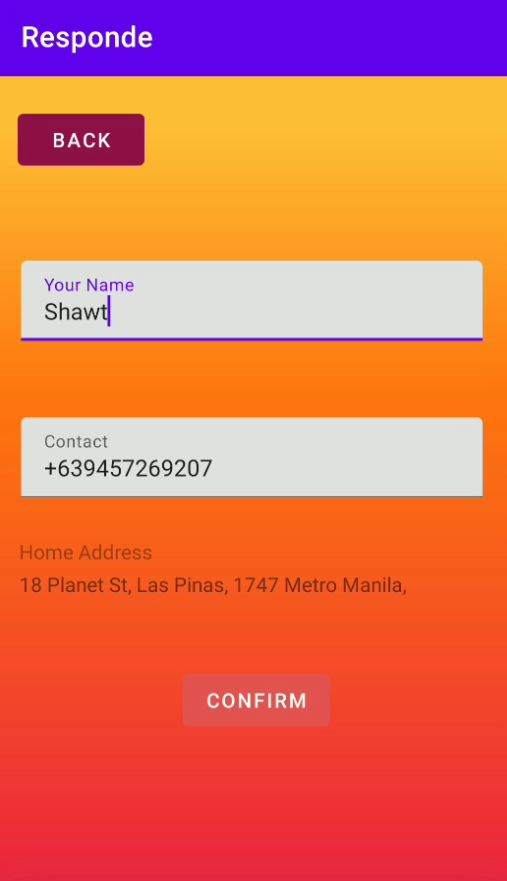 Responde
BACK
Your Name
Shawt
Contact
+639457269207
Home Address
18 Planet St, Las Pinas, 1747 Metro Manila,
CONFIRM